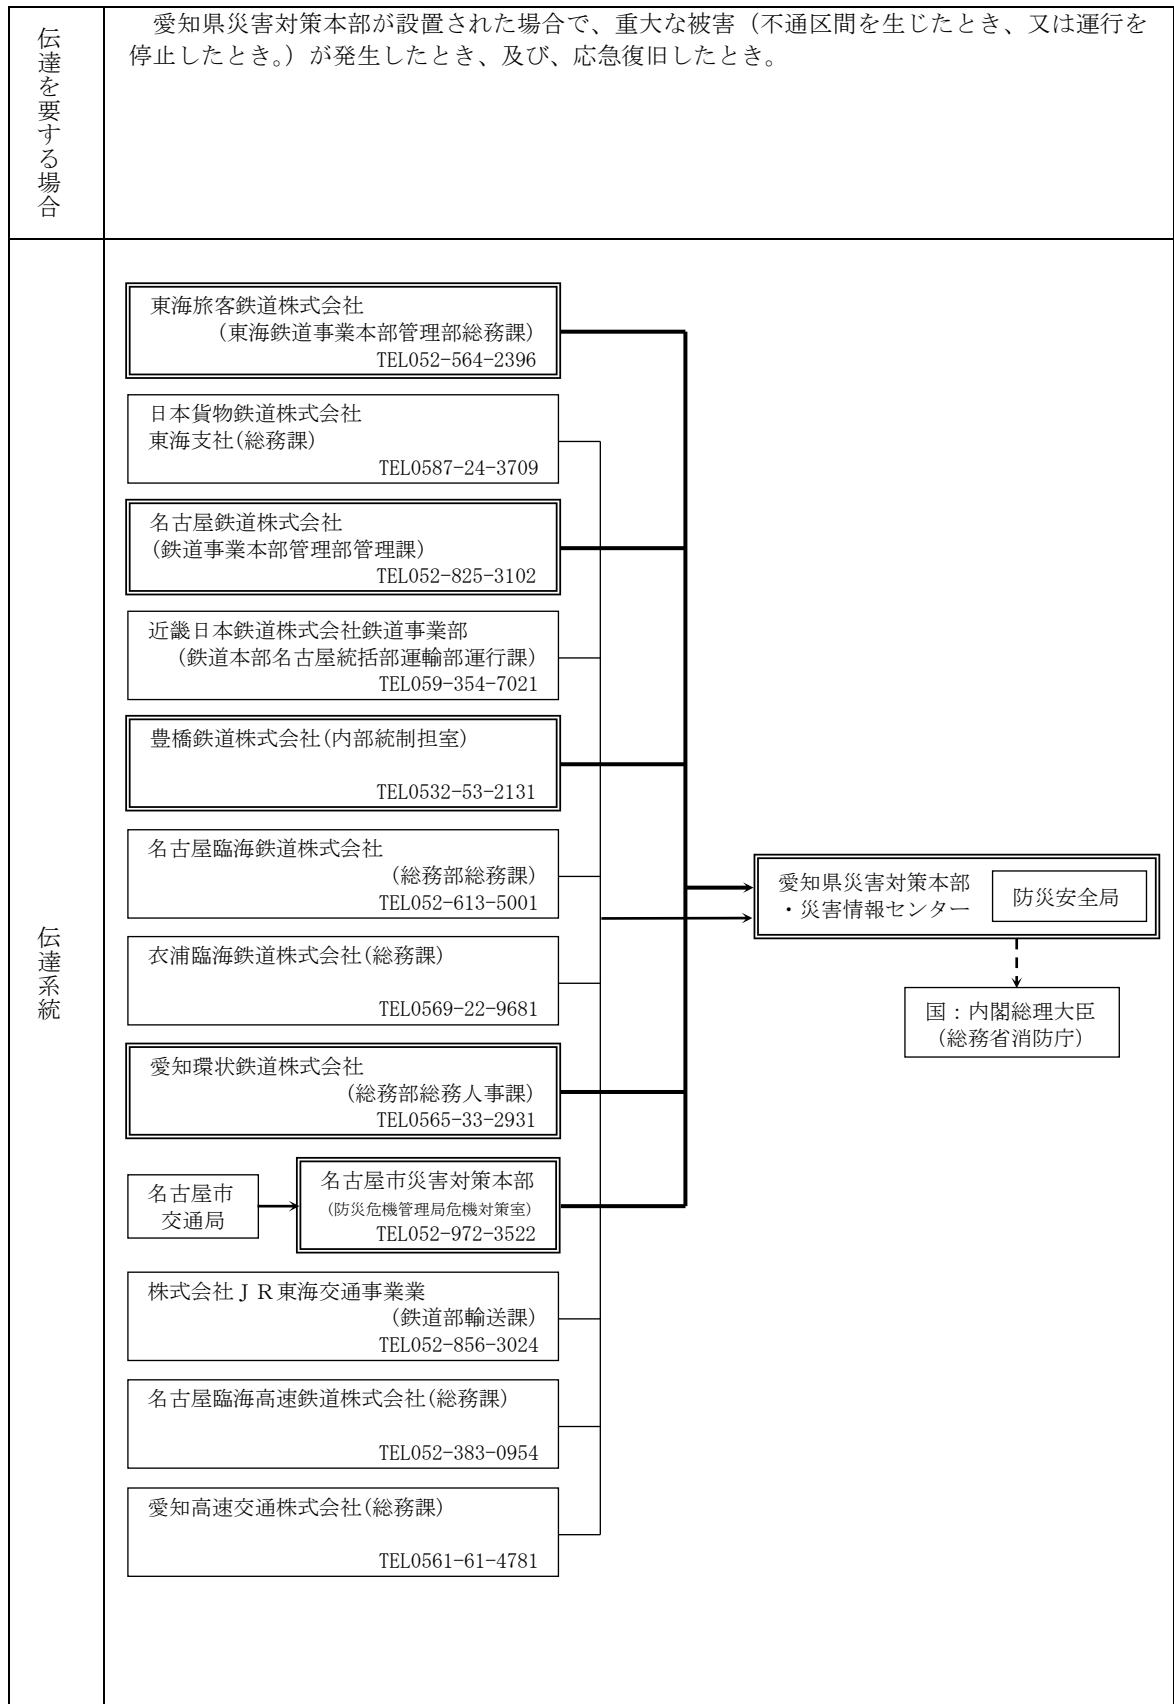 伝達を要する場合
愛知県災害対策本部が設置された場合で、重大な被害（不通区間を生じたとき、又は運行を
停止したとき。）が発生したとき、及び、応急復旧したとき。
伝達系統
東海旅客鉄道株式会社
(東海鉄道事業本部管理部総務課)
TEL052-564-2396
日本貨物鉄道株式会社
東海支社(総務課)
TEL0587-24-3709
名古屋鉄道株式会社
(鉄道事業本部管理部管理課)
TEL052-825-3102
近畿日本鉄道株式会社鉄道事業部
(鉄道本部名古屋統括部運輸部運行課)
TEL059-354-7021
豊橋鉄道株式会社(内部統制担室)
TEL0532-53-2131
名古屋臨海鉄道株式会社
(総務部総務課)
TEL052-613-5001
衣浦臨海鉄道株式会社(総務課)
TEL0569-22-9681
愛知環状鉄道株式会社
(総務部総務人事課)
TEL0565-33-2931
名古屋市
交通局
名古屋市災害対策本部
(防災危機管理局危機対策室)
TEL052-972-3522
株式会社ＪＲ東海交通事業業
(鉄道部輸送課)
TEL052-856-3024
名古屋臨海高速鉄道株式会社(総務課)
TEL052-383-0954
愛知高速交通株式会社(総務課)
TEL0561-61-4781
愛知県災害対策本部
・災害情報センター
防災安全局
国：内閣総理大臣
(総務省消防庁)